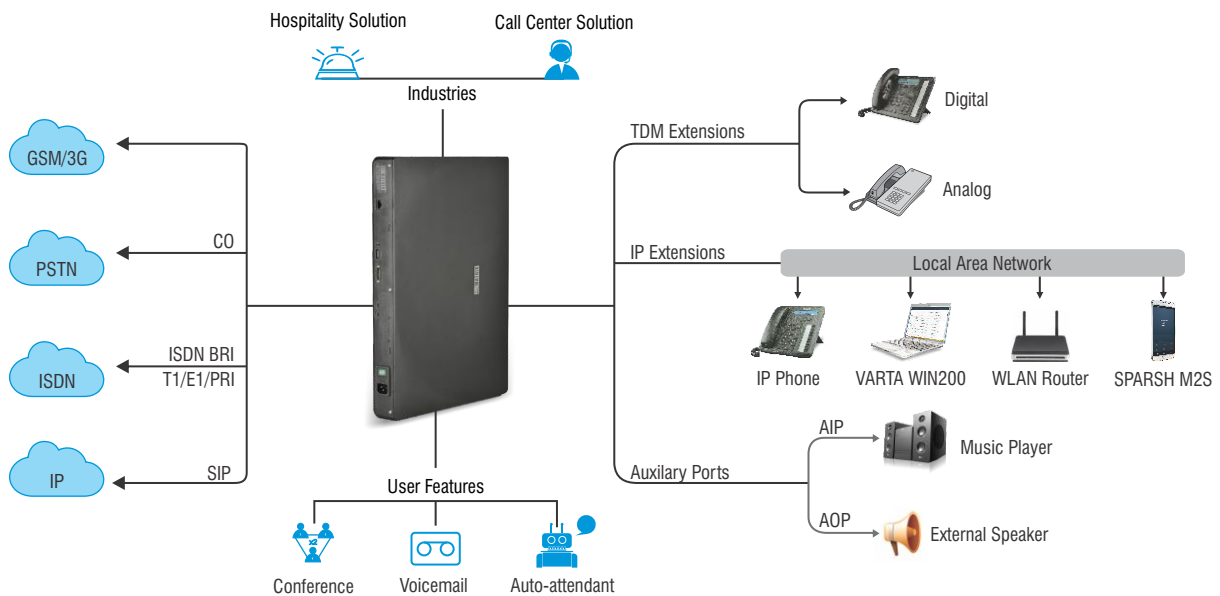 Hospitality Solution
Call Center Solution
Industries
GSM/3G
CO
PSTN
ISDN BRI
ISDN
T1/E1/PRI
SIP
IP
TDM Extensions
Digital
Analog
IP Extensions
Local Area Network
IP Phone
VARTA WIN200
WLAN Router
SPARSH M2S
Auxilary Ports
AIP
Music Player
AOP
External Speaker
User Features
x2
Conference
Voicemail
Auto-attendant